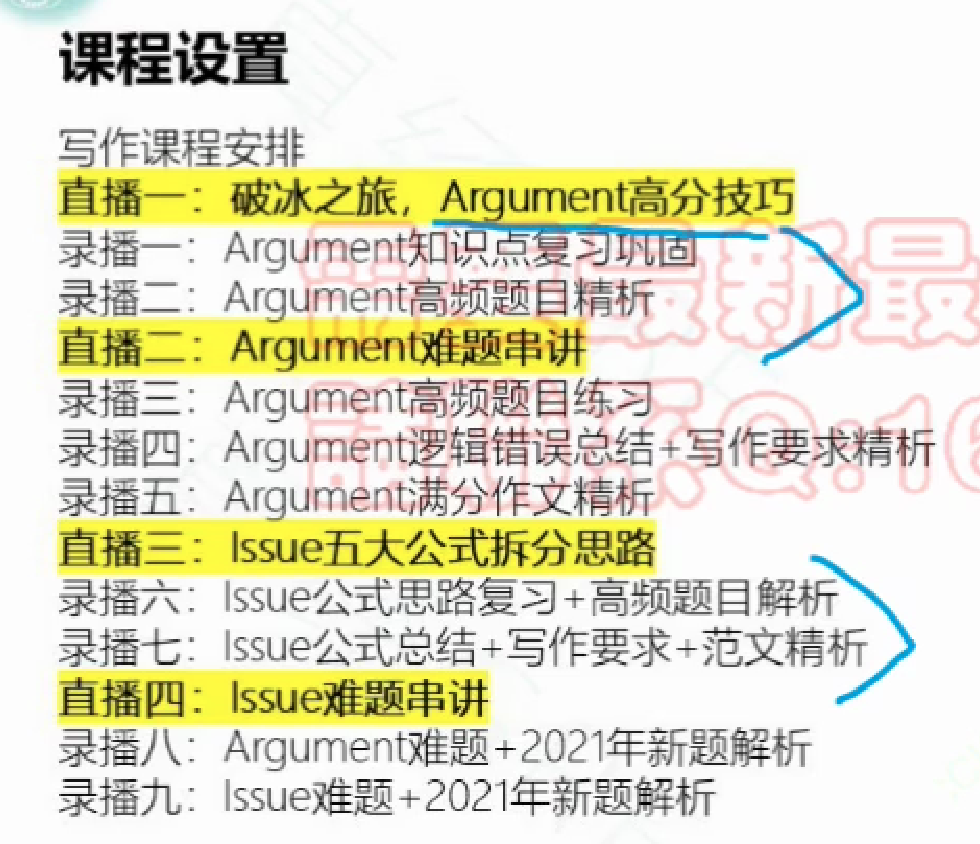 课程设置
写作课程安排
直播一：破冰之旅，Argument高分技巧
录播一：Argument知识点复习巩固
录播二：Argument高频题目精析
直播二：Argument难题串讲
录播三：Argument高频题目练习
录播四：Argument逻辑错误总结+写作要求精析
录播五：Argument满分作文精析
直播三：Issue五大公式拆分思路
录播六：Issue公式思路复习+高频题目解析
录播七：Issue公式总结+写作要求+范文精析
直播四：Issue难题串讲
录播八：Argument难题+2021年新题解析
录播九：Issue难题+2021年新题解析
最新最
Q:16